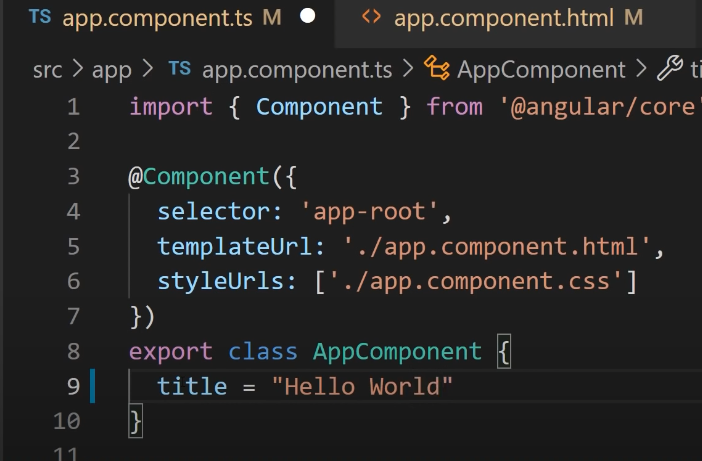 TS app.component.ts M ● <> app.component.html M
src > app > TS app.component.ts > AppComponent >
1 import { Component } from '@angular/core'
2
3 @Component({
4 selector: 'app-root',
5 templateUrl: './app.component.html',
6 styleUrls: ['./app.component.css']
7 })
8 export class AppComponent {
9 title = "Hello World"
10 }
11